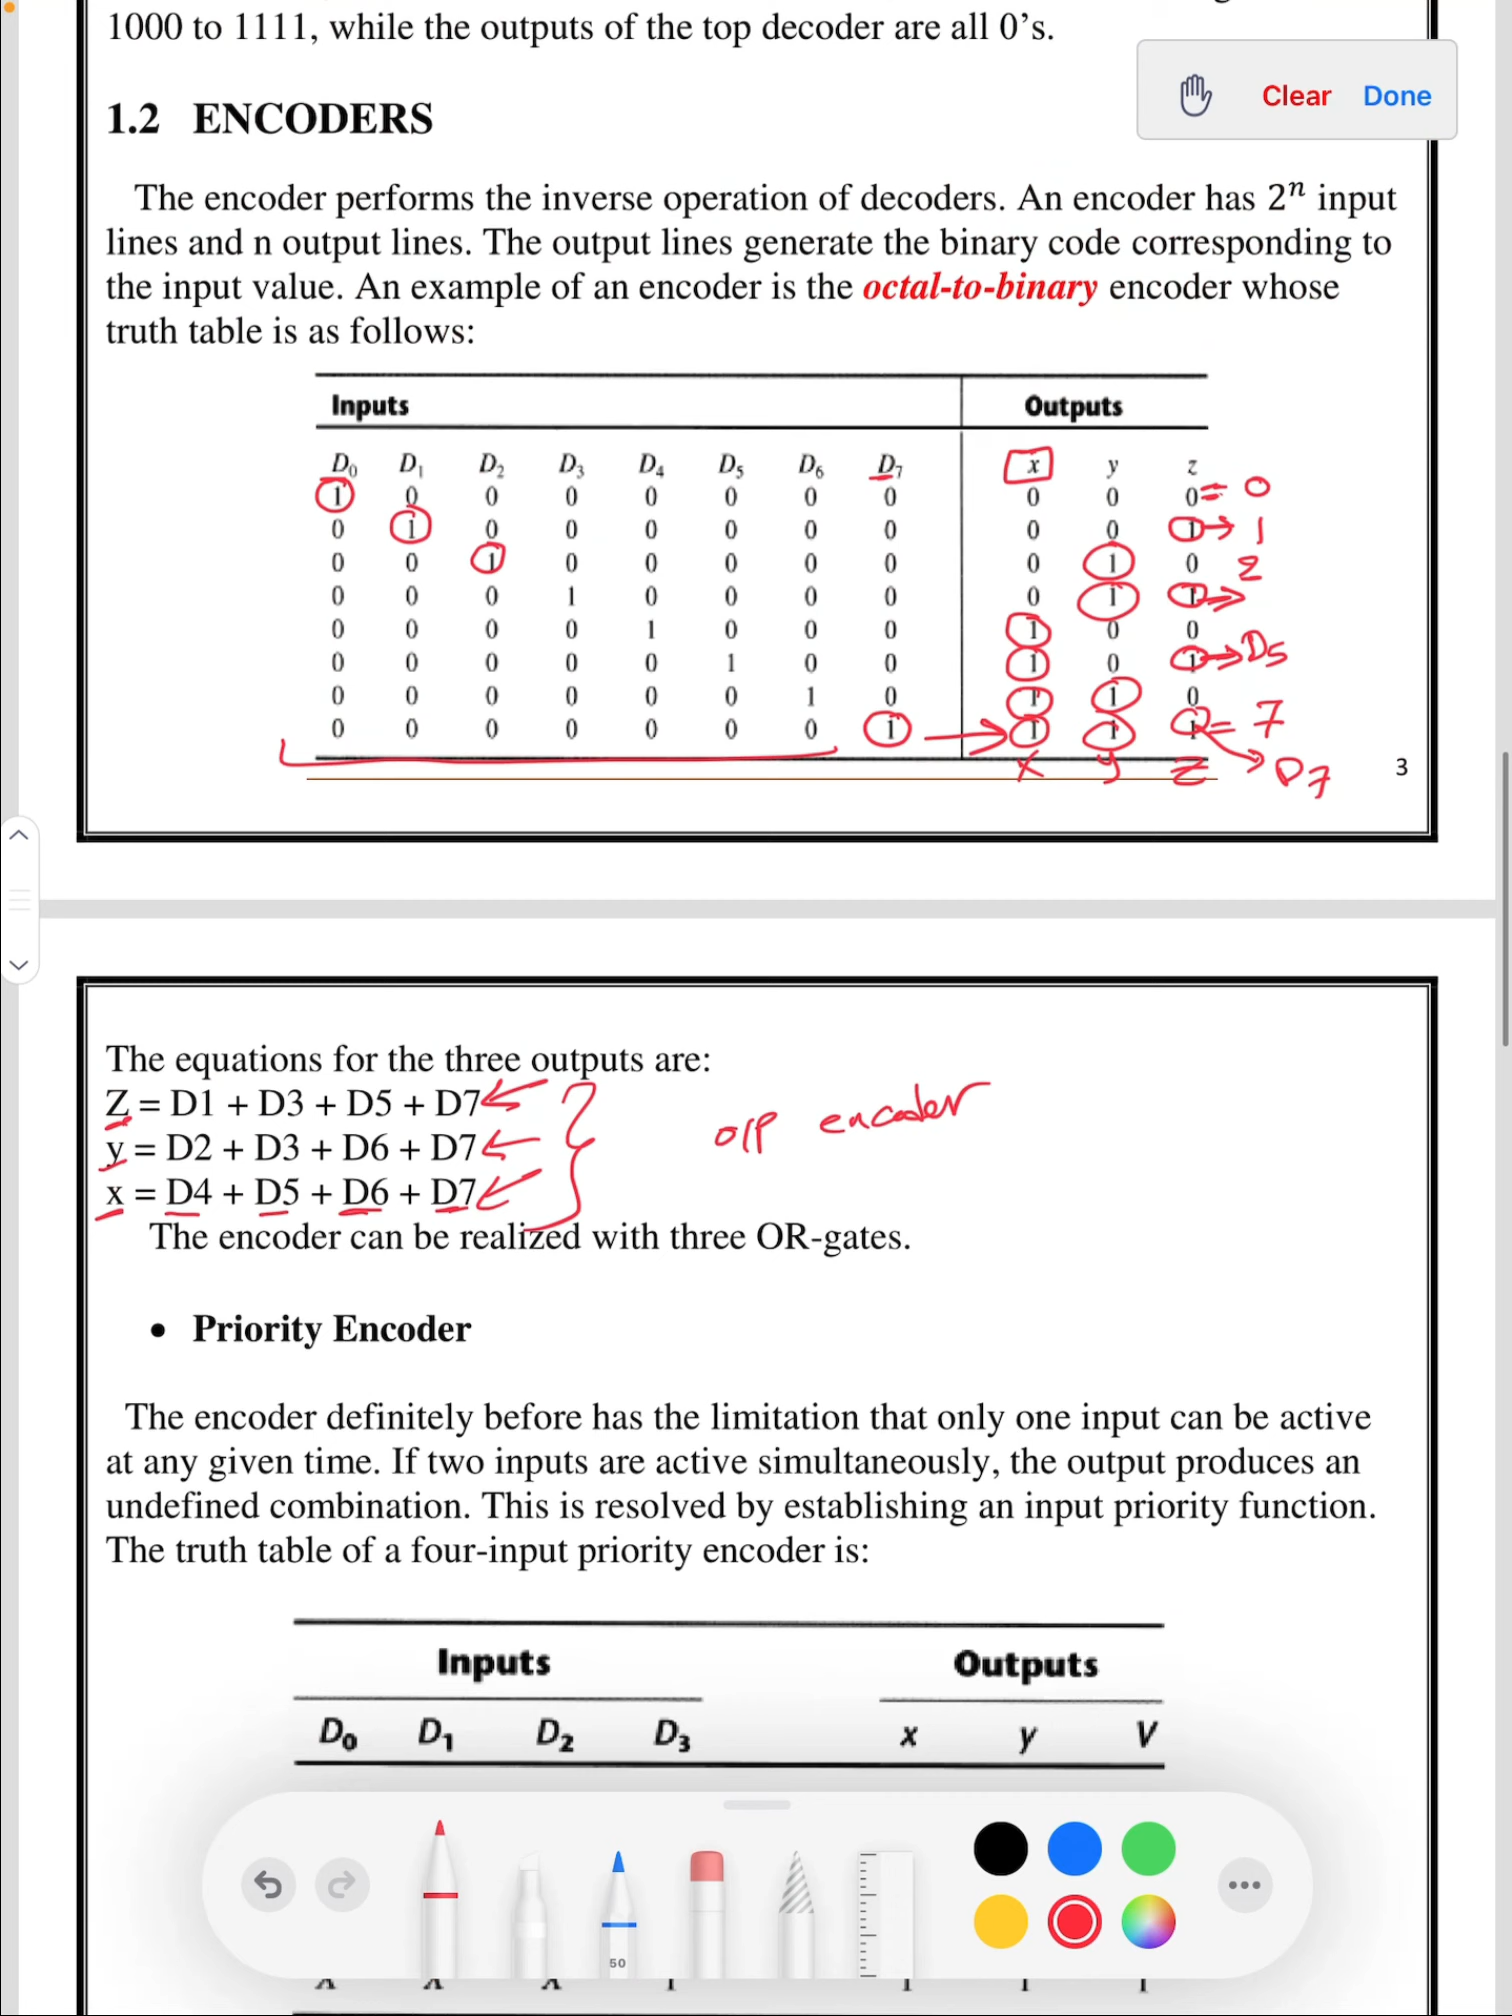 1000 to 1111, while the outputs of the top decoder are all 0’s.
Clear Done
1.2 ENCODERS
The encoder performs the inverse operation of decoders. An encoder has 2ⁿ input
lines and n output lines. The output lines generate the binary code corresponding to
the input value. An example of an encoder is the octal-to-binary encoder whose
truth table is as follows:
Inputs Outputs
D₀ D₁ D₂ D₃ D₄ D₅ D₆ D₇ x y z
1 0 0 0 0 0 0 0 0 0 0 = 0
0 1 0 0 0 0 0 0 0 0 1 → 1
0 0 1 0 0 0 0 0 0 1 0 2
0 0 0 1 0 0 0 0 0 1 1 →
0 0 0 0 1 0 0 0 1 0 0
0 0 0 0 0 1 0 0 1 0 1 → D5
0 0 0 0 0 0 1 0 1 1 0
0 0 0 0 0 0 0 1 → 1 1 1 = 7
x y z → D7
3
The equations for the three outputs are:
Z = D1 + D3 + D5 + D7
y = D2 + D3 + D6 + D7
o/p encoder
x = D4 + D5 + D6 + D7
The encoder can be realized with three OR-gates.
• Priority Encoder
The encoder definitely before has the limitation that only one input can be active
at any given time. If two inputs are active simultaneously, the output produces an
undefined combination. This is resolved by establishing an input priority function.
The truth table of a four-input priority encoder is:
Inputs Outputs
D₀ D₁ D₂ D₃ x y V
50